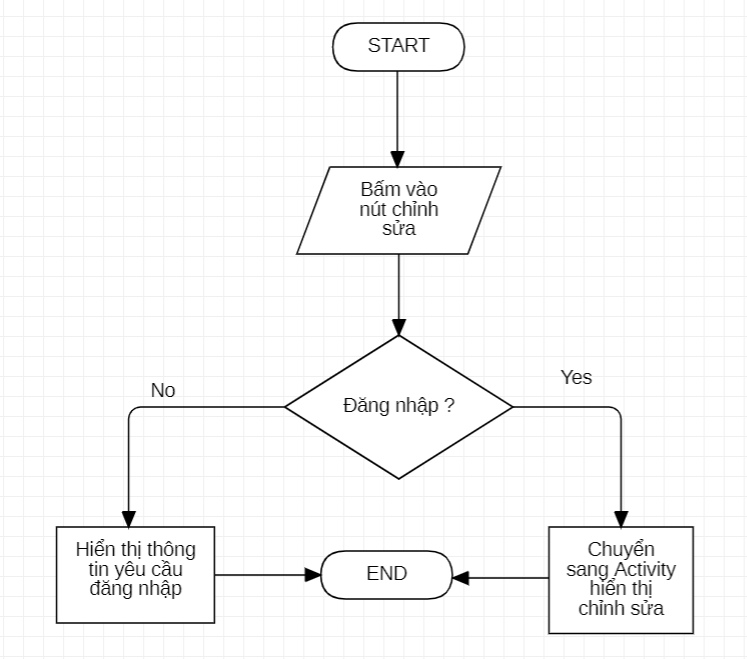 START
Bấm vào
nút chỉnh
sửa
Đăng nhập ?
No
Yes
Hiển thị thông
tin yêu cầu
đăng nhập
END
Chuyển
sang Activity
hiển thị
chỉnh sửa